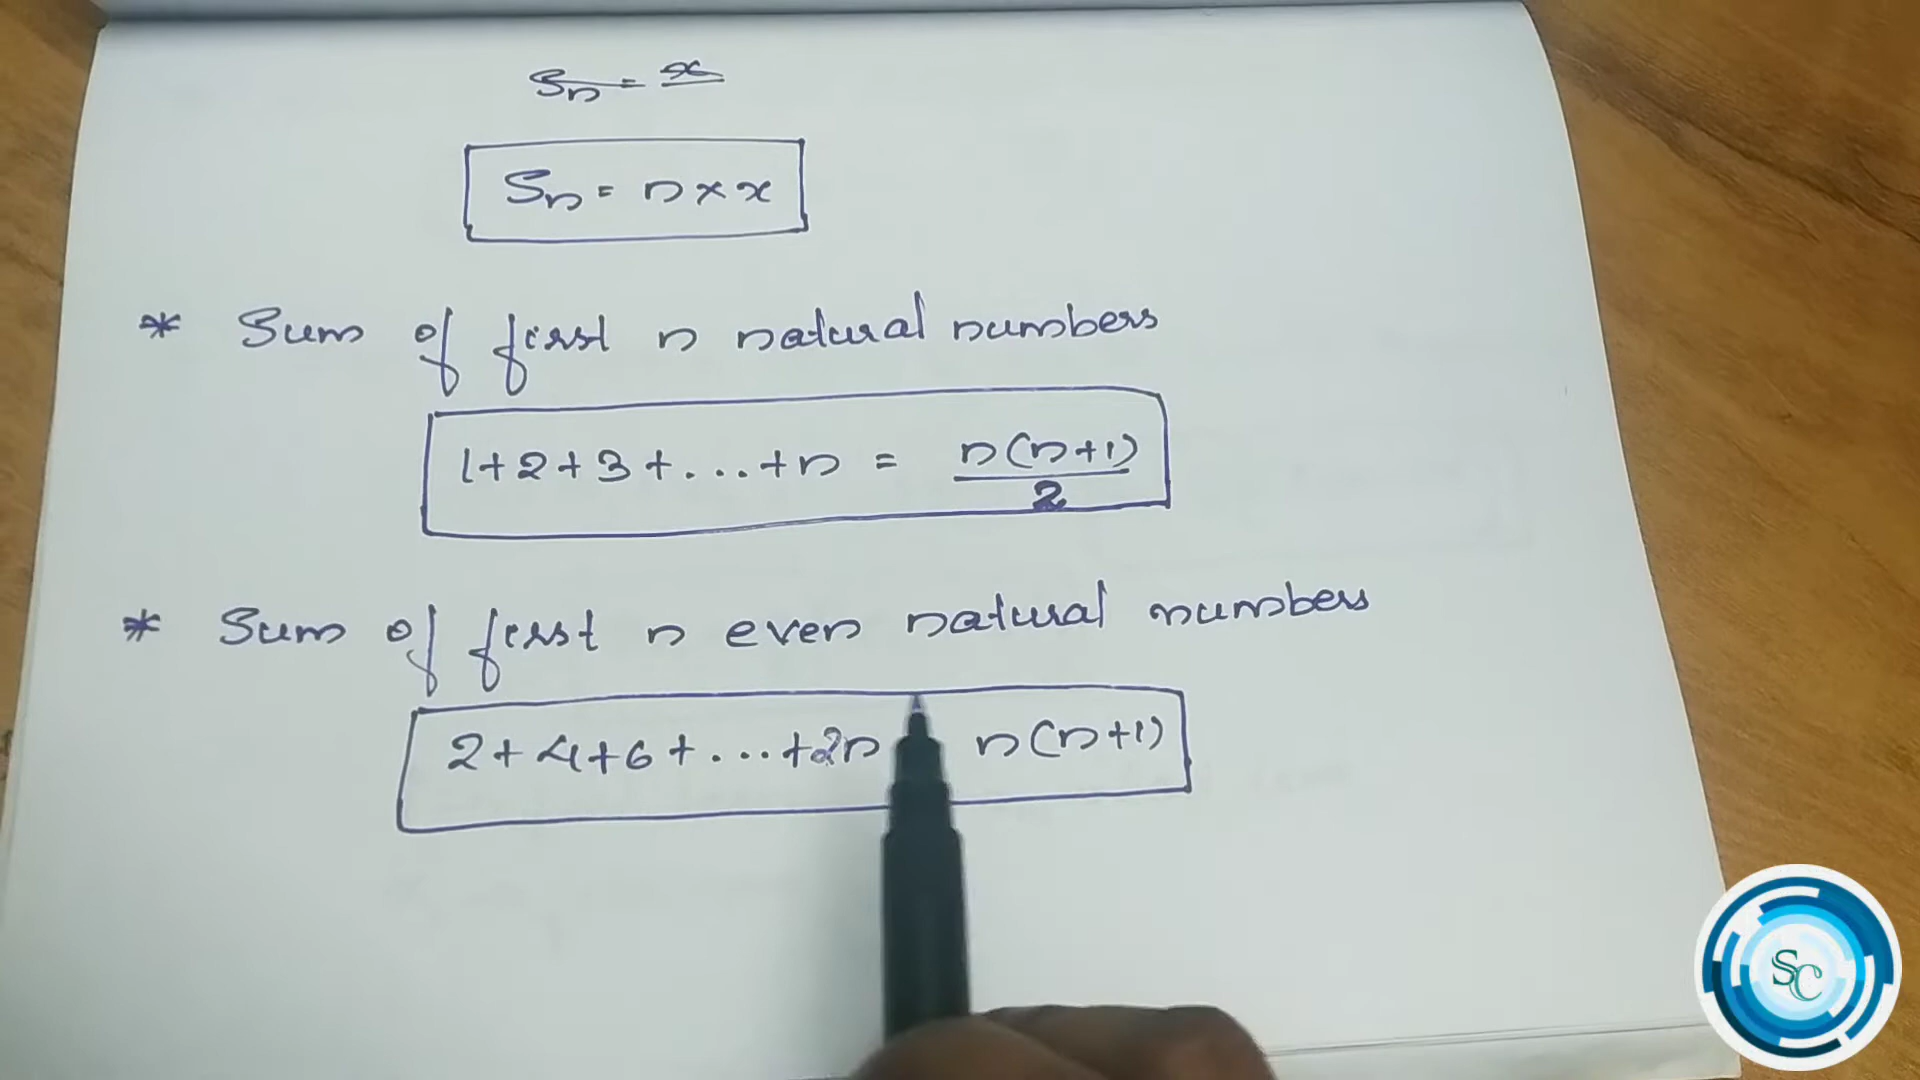 Sn = x
Sn = n × x
* Sum of first n natural numbers
1+2+3+...+n = n(n+1)/2
* Sum of first n even natural numbers
2+4+6+...+2n n(n+1)
SC